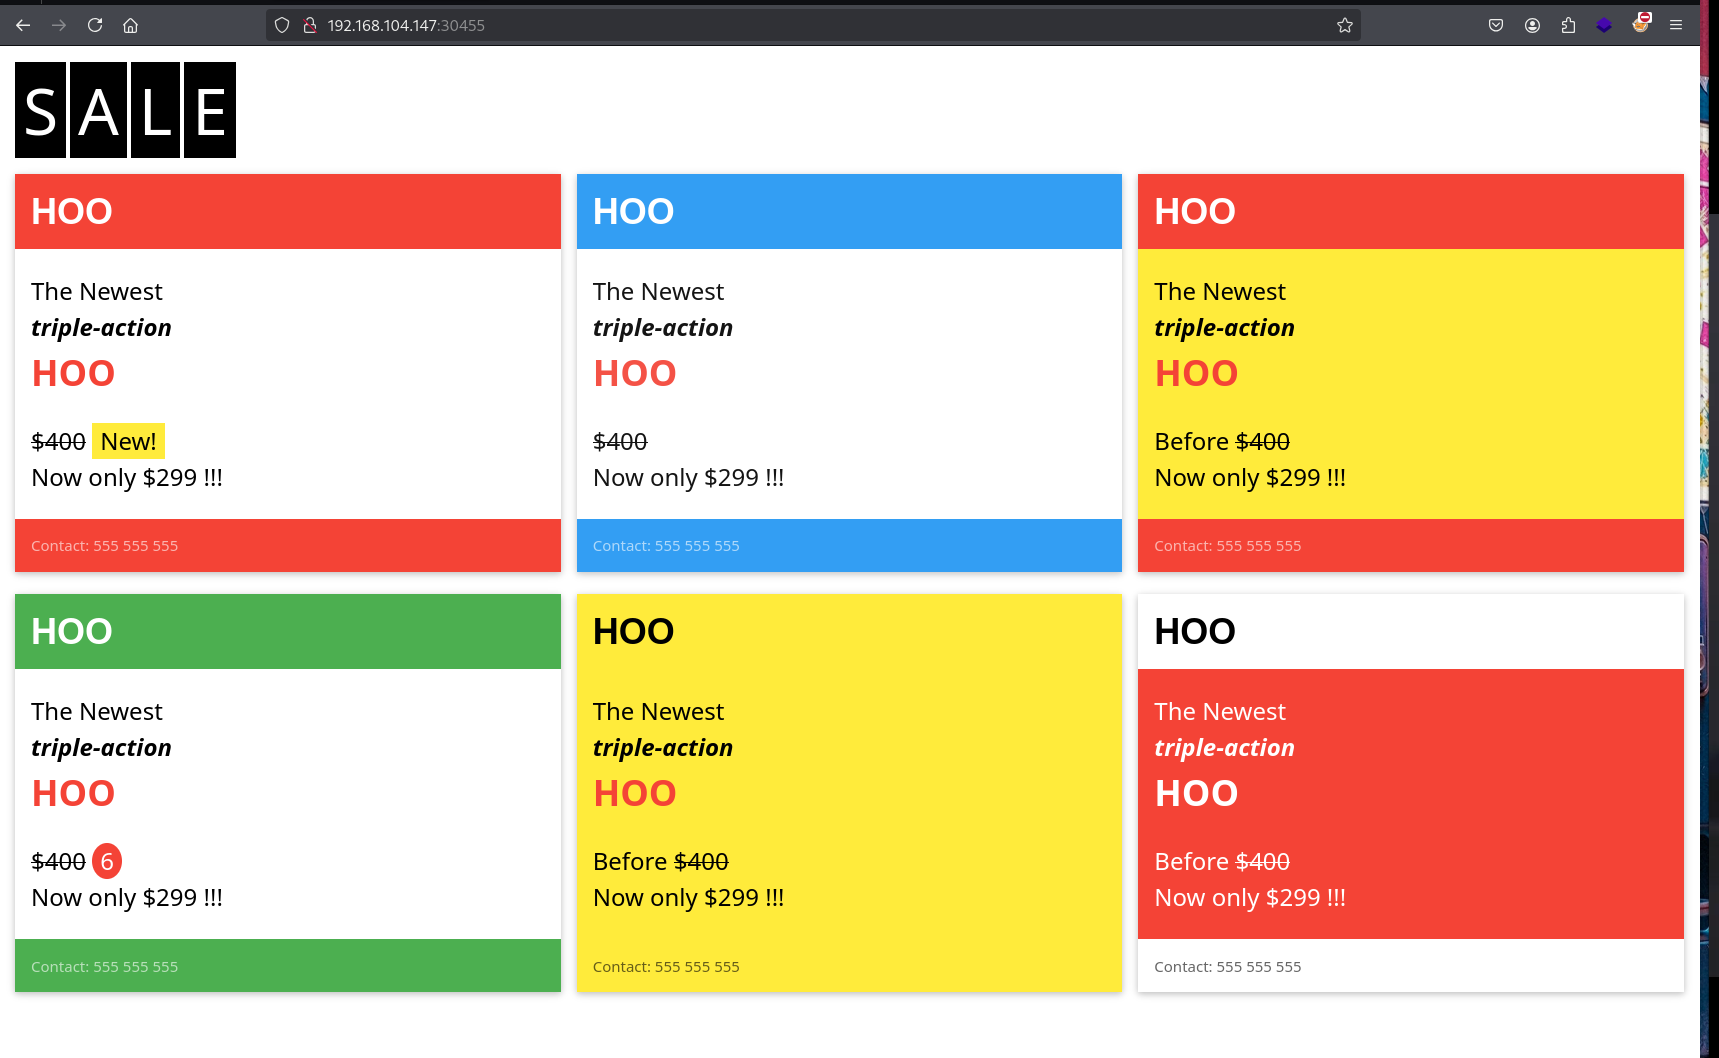 192.168.104.147:30455
SALE
HOO
The Newest
triple-action
HOO
$400 New!
Now only $299 !!!
Contact: 555 555 555
HOO
The Newest
triple-action
HOO
$400
Now only $299 !!!
Contact: 555 555 555
HOO
The Newest
triple-action
HOO
Before $400
Now only $299 !!!
Contact: 555 555 555
HOO
The Newest
triple-action
HOO
$400 6
Now only $299 !!!
Contact: 555 555 555
HOO
The Newest
triple-action
HOO
Before $400
Now only $299 !!!
Contact: 555 555 555
HOO
The Newest
triple-action
HOO
Before $400
Now only $299 !!!
Contact: 555 555 555